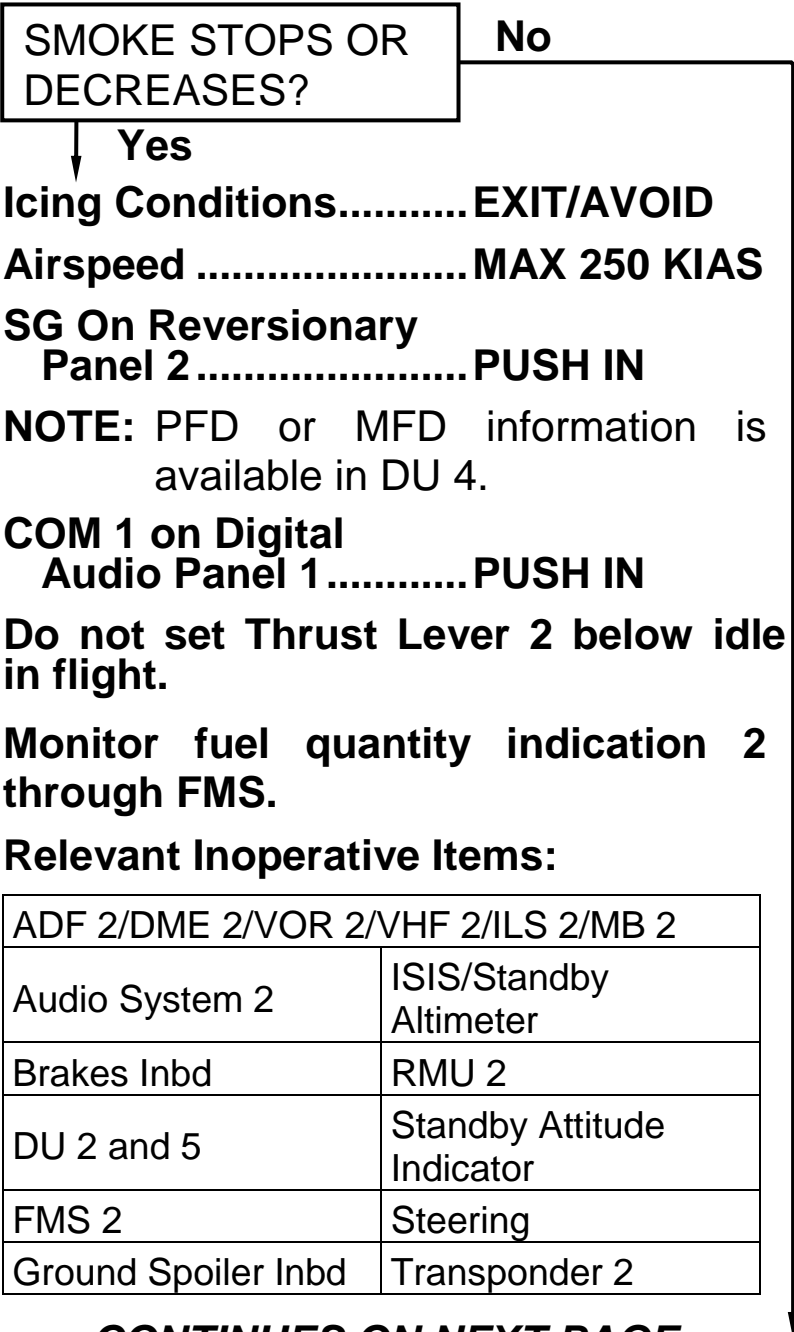 SMOKE STOPS OR
DECREASES?
No
Yes
Icing Conditions...........EXIT/AVOID
Airspeed .......................MAX 250 KIAS
SG On Reversionary
Panel 2.......................PUSH IN
NOTE: PFD or MFD information is
available in DU 4.
COM 1 on Digital
Audio Panel 1............PUSH IN
Do not set Thrust Lever 2 below idle
in flight.
Monitor fuel quantity indication 2
through FMS.
Relevant Inoperative Items:
ADF 2/DME 2/VOR 2/VHF 2/ILS 2/MB 2
Audio System 2
ISIS/Standby
Altimeter
Brakes Inbd
RMU 2
DU 2 and 5
Standby Attitude
Indicator
FMS 2
Steering
Ground Spoiler Inbd
Transponder 2
CONTINUES ON NEXT PAGE